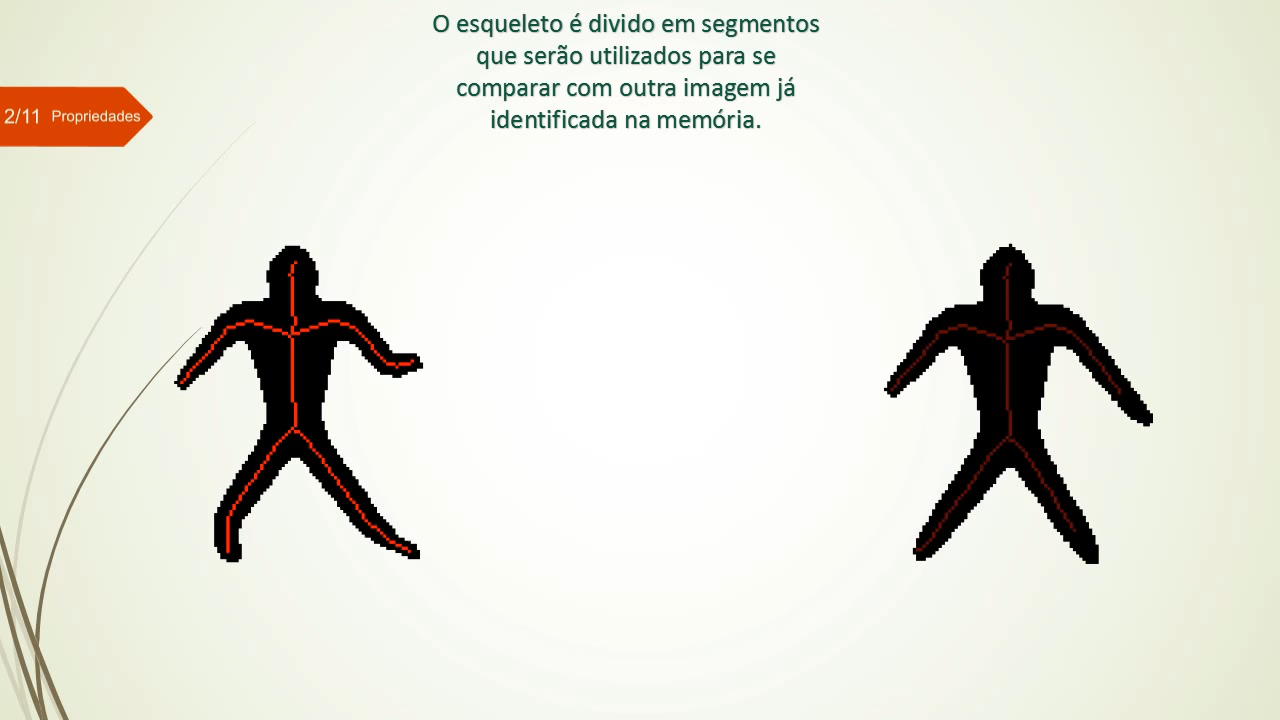 O esqueleto é divido em segmentos
que serão utilizados para se
comparar com outra imagem já
identificada na memória.
2/11 Propriedades